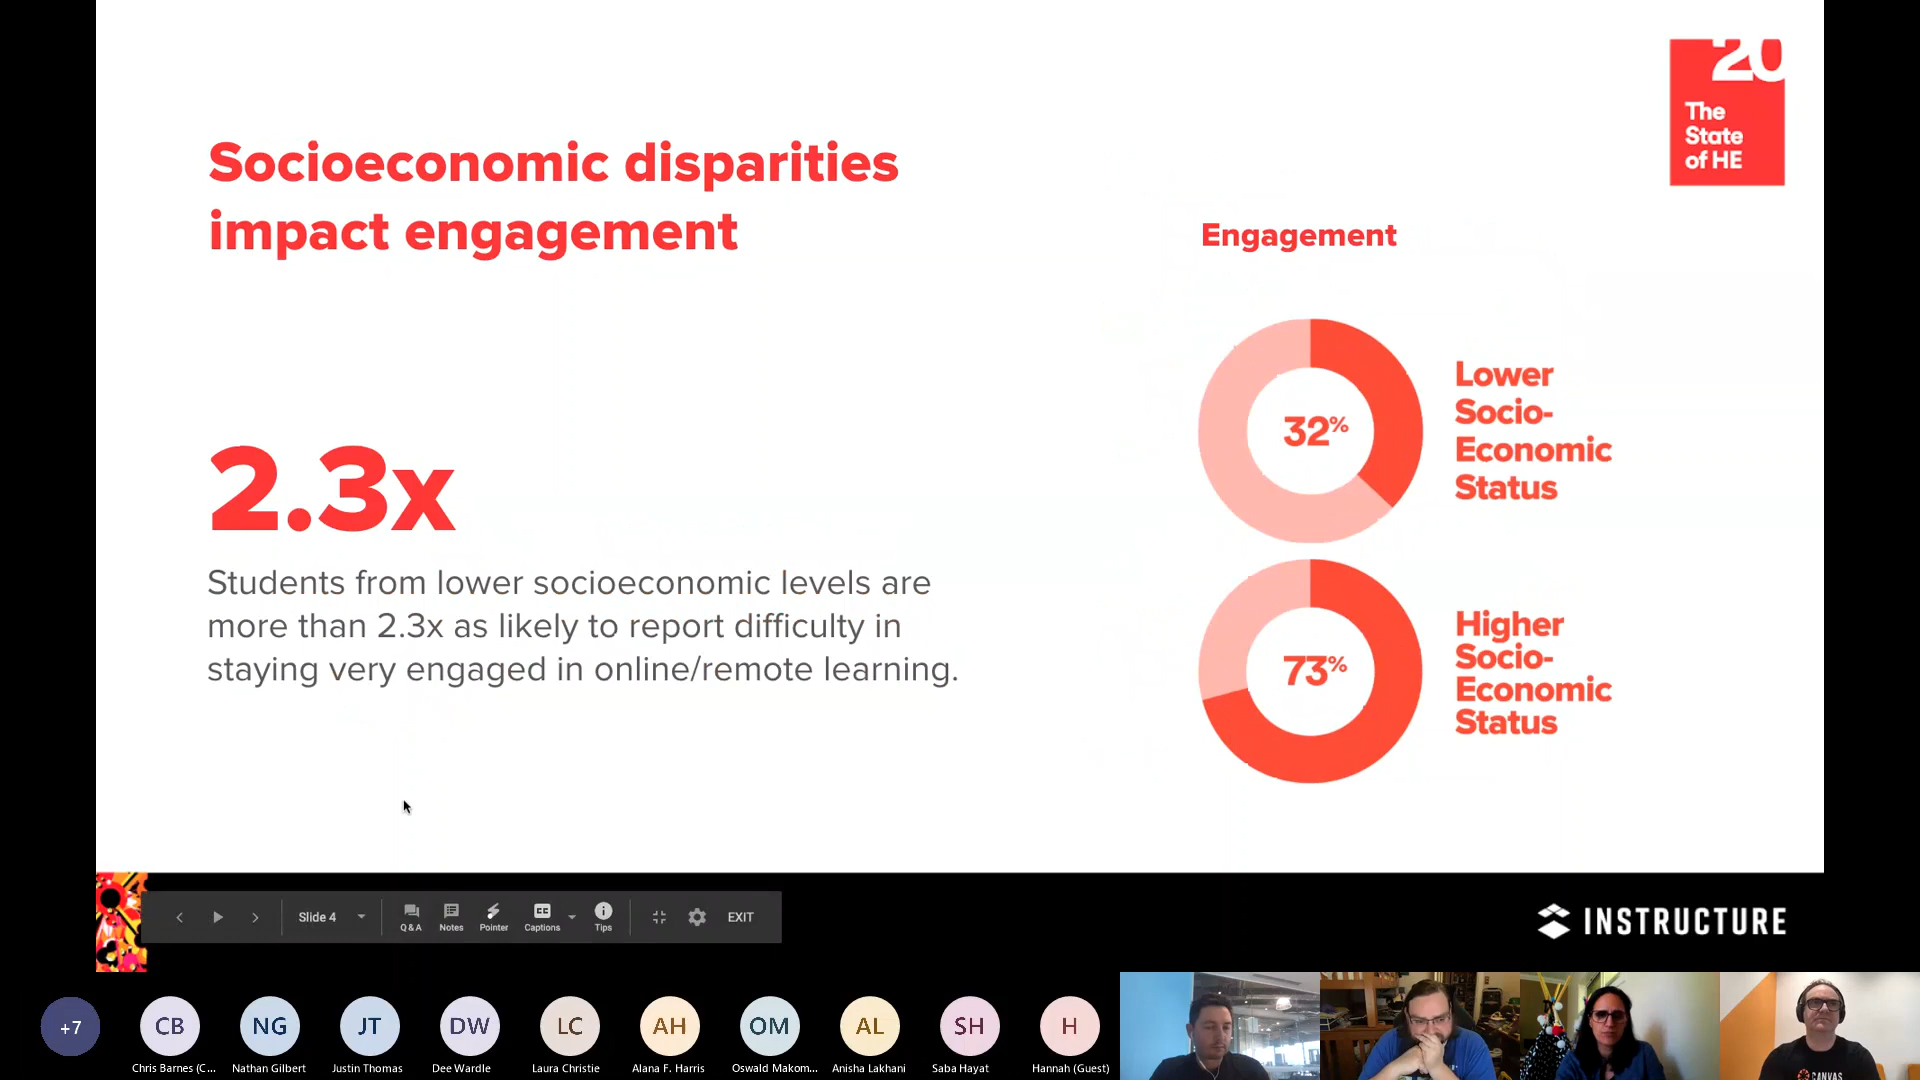 20
The
State
of HE
Socioeconomic disparities
impact engagement
2.3x
Students from lower socioeconomic levels are
more than 2.3x as likely to report difficulty in
staying very engaged in online/remote learning.
Engagement
32%
Lower
Socio-
Economic
Status
73%
Higher
Socio-
Economic
Status
Slide 4
Q & A
Notes
Pointer
CC
Captions
Tips
EXIT
INSTRUCTURE
+7
CB
Chris Barnes (C...
NG
Nathan Gilbert
JT
Justin Thomas
DW
Dee Wardle
LC
Laura Christie
AH
Alana F. Harris
OM
Oswald Makom...
AL
Anisha Lakhani
SH
Saba Hayat
H
Hannah (Guest)
CANVAS